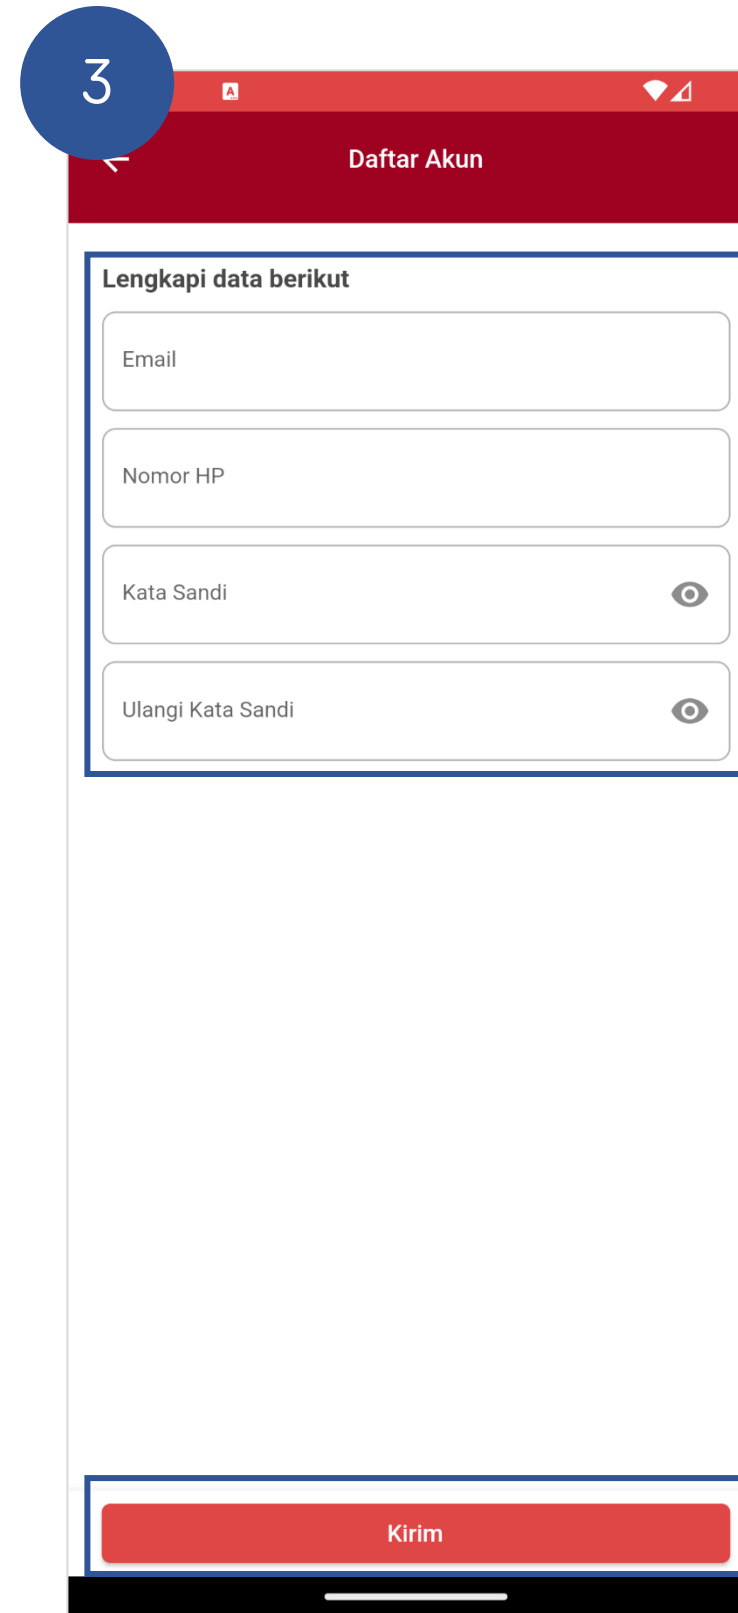 3
Daftar Akun
Lengkapi data berikut
Email
Nomor HP
Kata Sandi
Ulangi Kata Sandi
Kirim